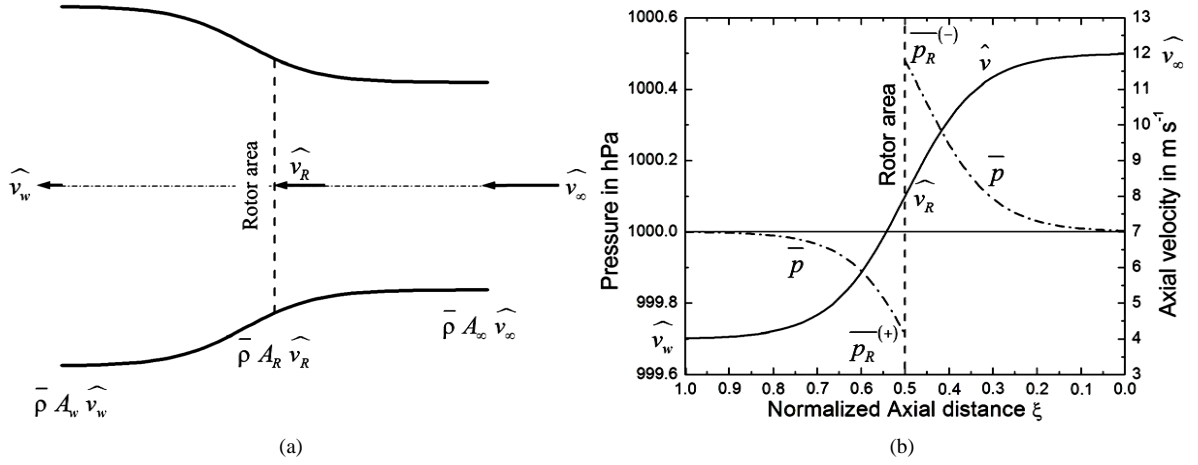 Rotor area
v̂_w
v̂_R
v̂_∞
ρ̄ A_∞ v̂_∞
ρ̄ A_R v̂_R
ρ̄ A_w v̂_w
(a)
1000.6
1000.4
1000.2
1000.0
999.8
999.6
Pressure in hPa
p̄_R^(−)
v̂
Rotor area
p̄
v̂_R
p̄
v̂_w
p̄_R^(+)
13
12
11
10
9
8
7
6
5
4
3
v̂_∞
Axial velocity in m s⁻¹
1.0 0.9 0.8 0.7 0.6 0.5 0.4 0.3 0.2 0.1 0.0
Normalized Axial distance ξ
(b)